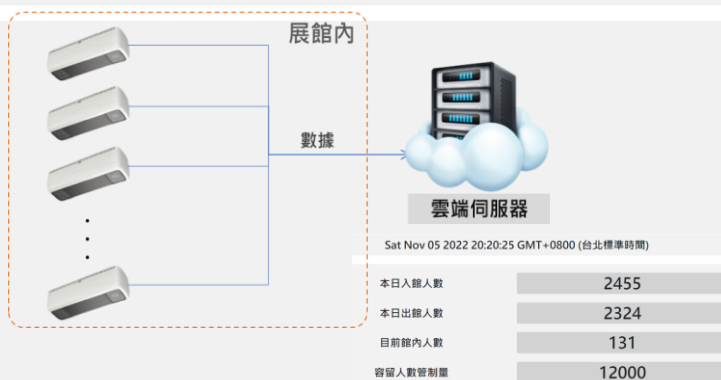 展館內
數據
雲端伺服器
Sat Nov 05 2022 20:20:25 GMT+0800 (台北標準時間)
本日入館人數 2455
本日出館人數 2324
目前館內人數 131
容留人數管制量 12000